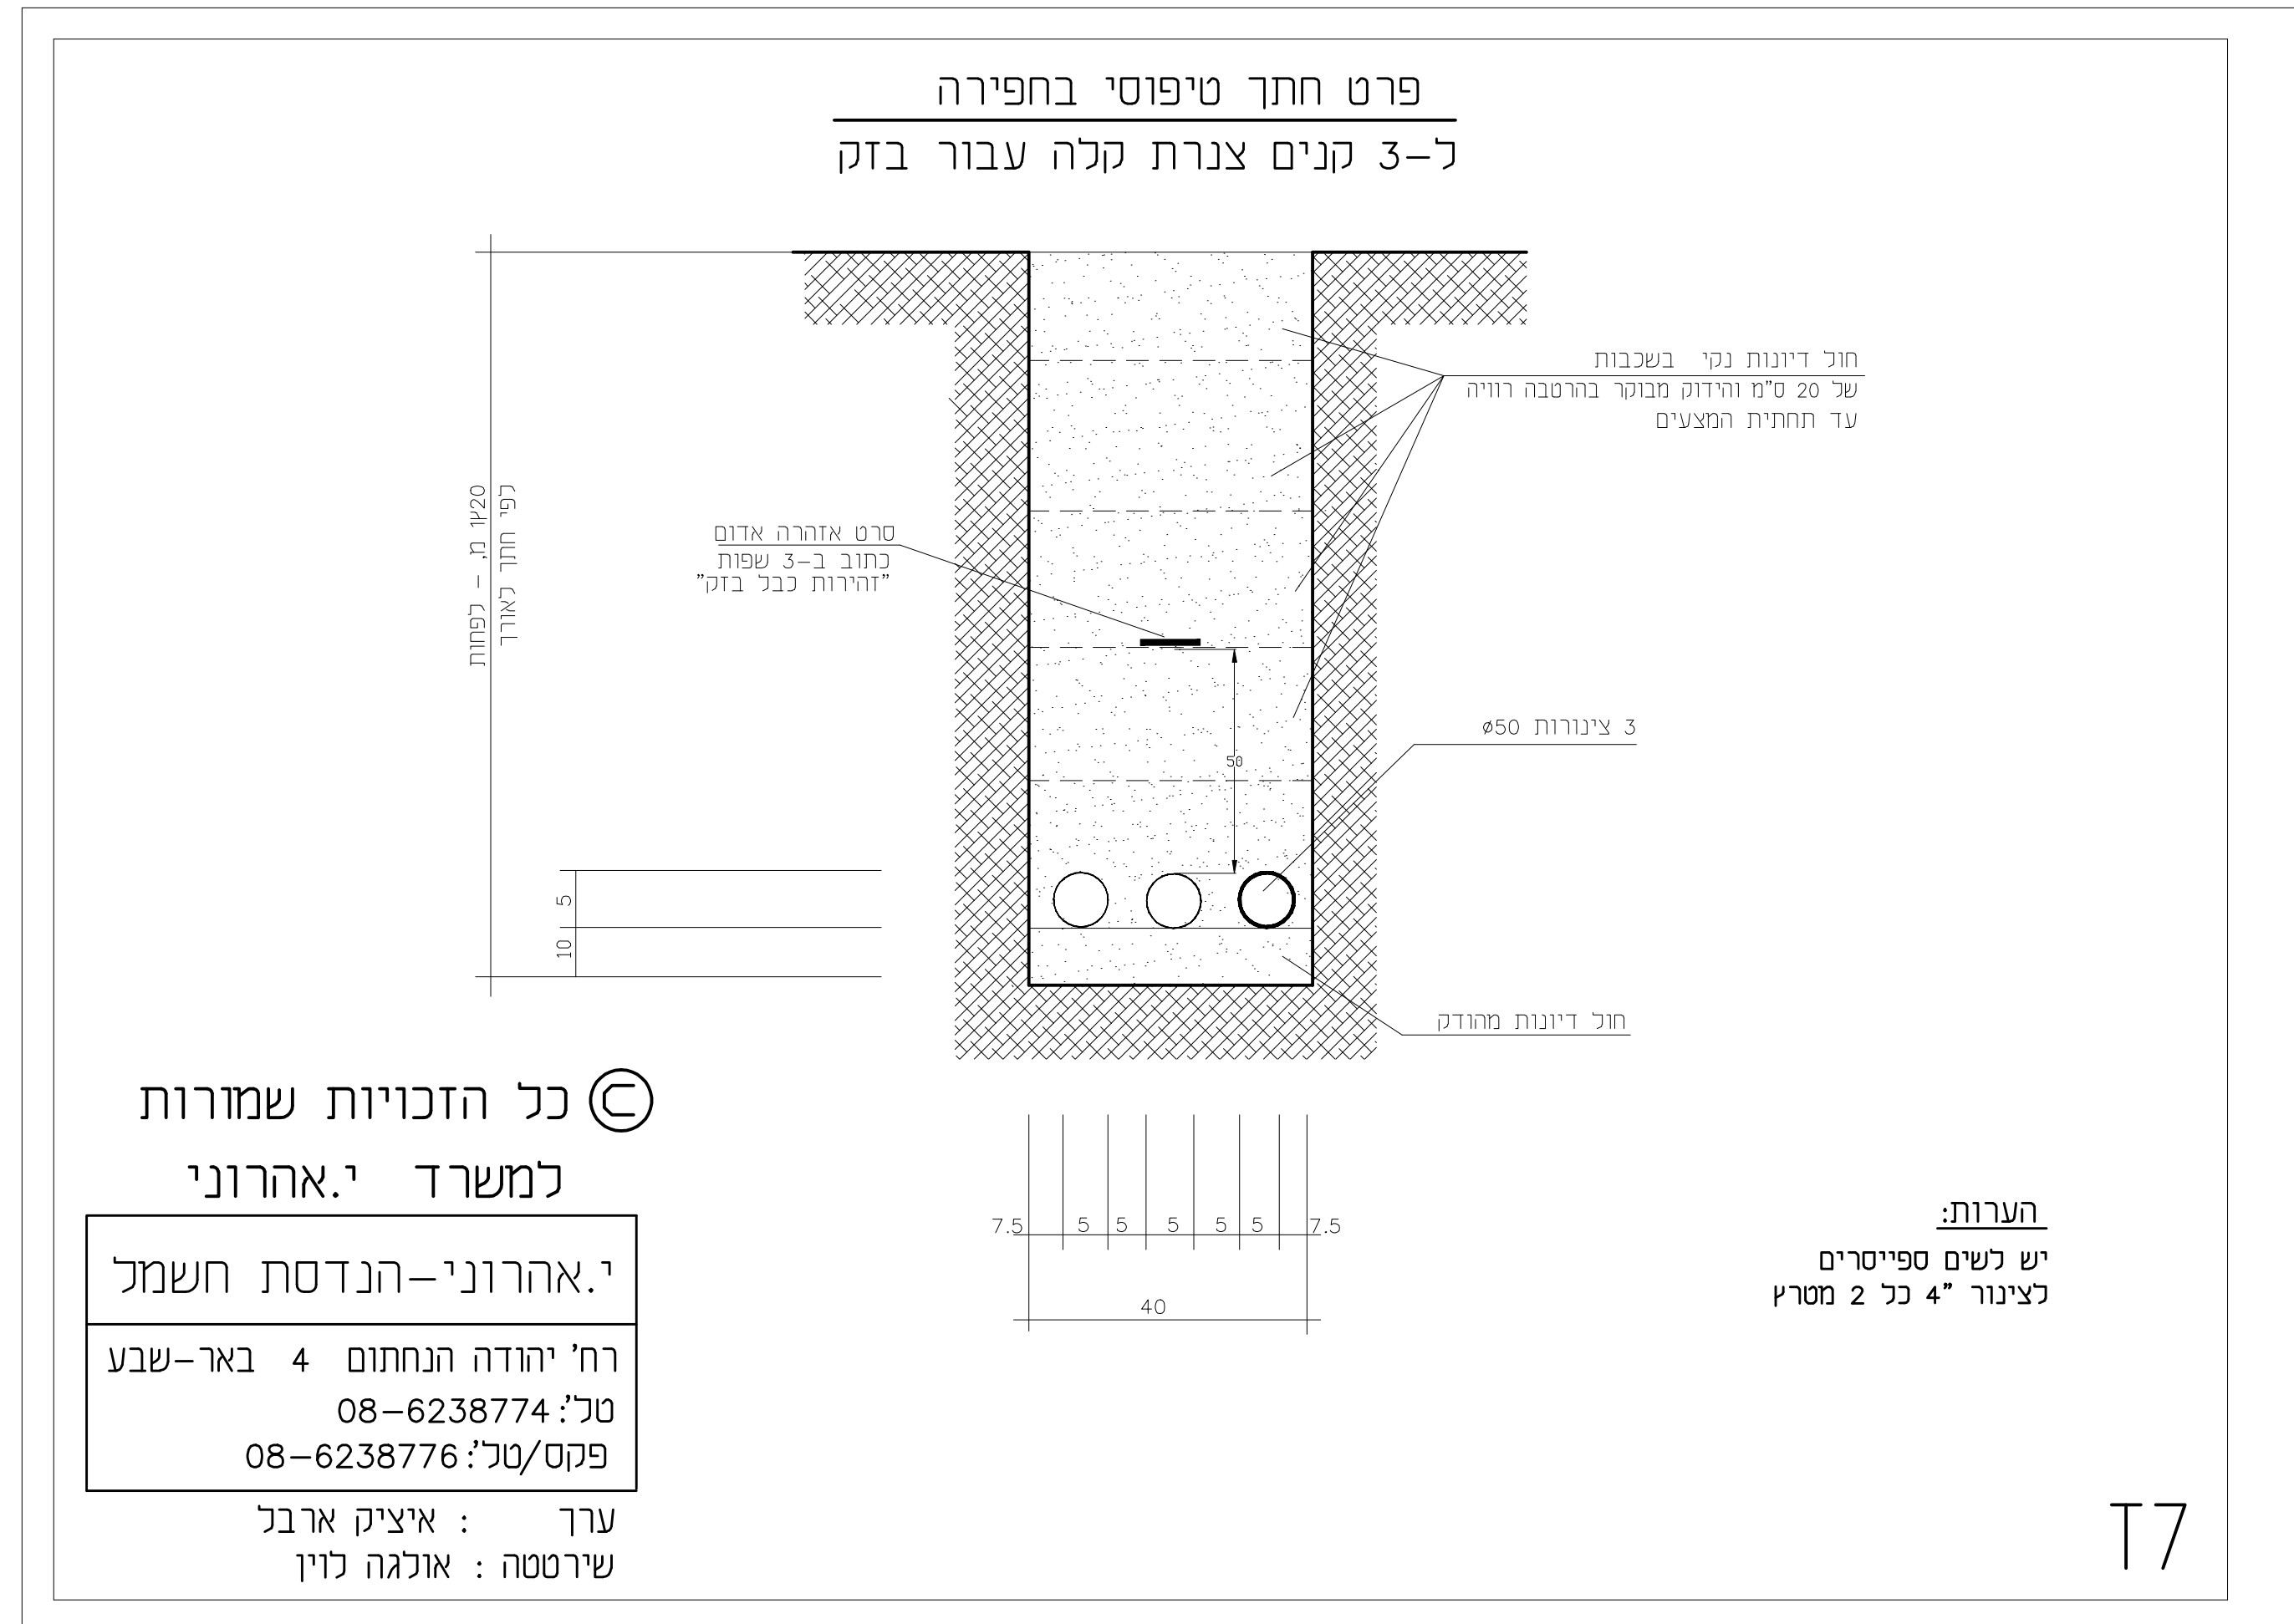 פרט חתך טיפוסי בחפירה
ל-3 קנים צנרת קלה עבור בזק
חול דיונות נקי בשכבות
של 20 ס"מ והידוק מבוקר בהרטבה רוויה
עד תחתית המצעים
סרט אזהרה אדום
כתוב ב-3 שפות
"זהירות כבל בזק"
לפחות - מ,
לפי חתך לאורך
50
3 צינורות ø50
5
10
חול דיונות מהודק
7.5 5 5 5 5 5 7.5
40
© כל הזכויות שמורות
למשרד י.אהרוני
י.אהרוני-הנדסת חשמל
רח' יהודה הנחתום 4 באר-שבע
טל': 08-6238774
פקס/טל': 08-6238776
ערך : איציק ארבל
שירטטה : אולגה לוין
הערות:
יש לשים ספייסרים
לצינור 4" כל 2 מטרץ
T7